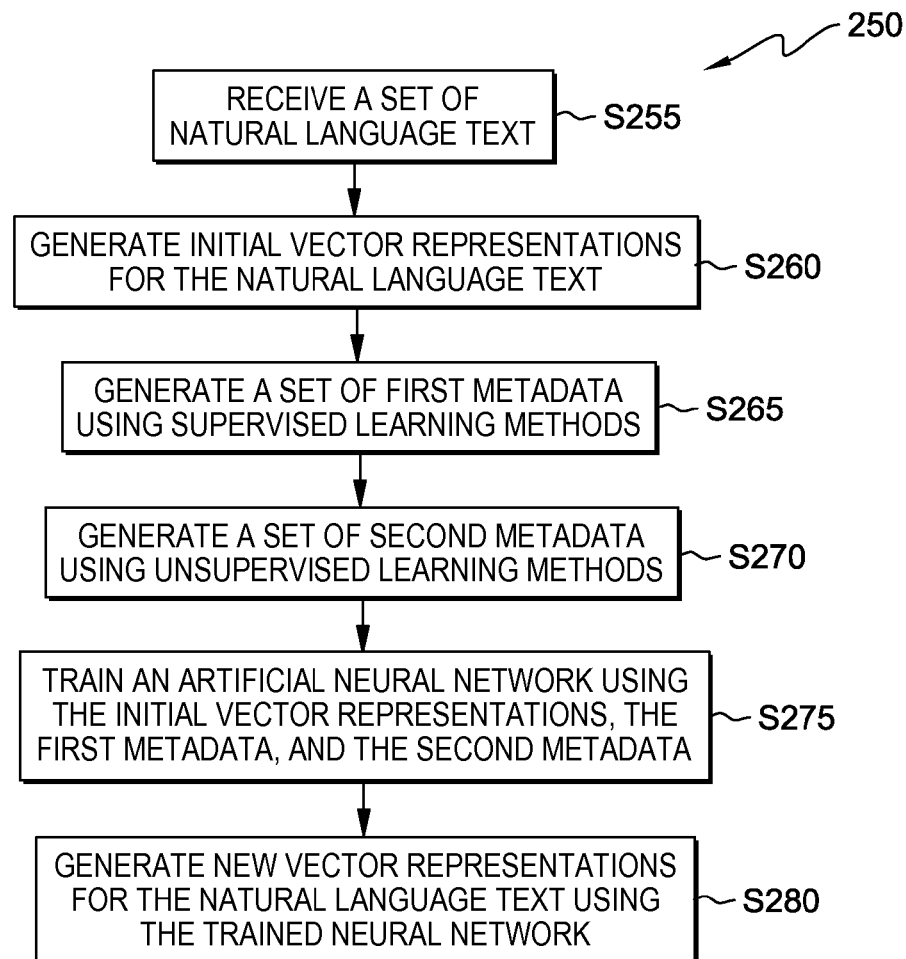 250
RECEIVE A SET OF
NATURAL LANGUAGE TEXT
S255
GENERATE INITIAL VECTOR REPRESENTATIONS
FOR THE NATURAL LANGUAGE TEXT
S260
GENERATE A SET OF FIRST METADATA
USING SUPERVISED LEARNING METHODS
S265
GENERATE A SET OF SECOND METADATA
USING UNSUPERVISED LEARNING METHODS
S270
TRAIN AN ARTIFICIAL NEURAL NETWORK USING
THE INITIAL VECTOR REPRESENTATIONS, THE
FIRST METADATA, AND THE SECOND METADATA
S275
GENERATE NEW VECTOR REPRESENTATIONS
FOR THE NATURAL LANGUAGE TEXT USING
THE TRAINED NEURAL NETWORK
S280